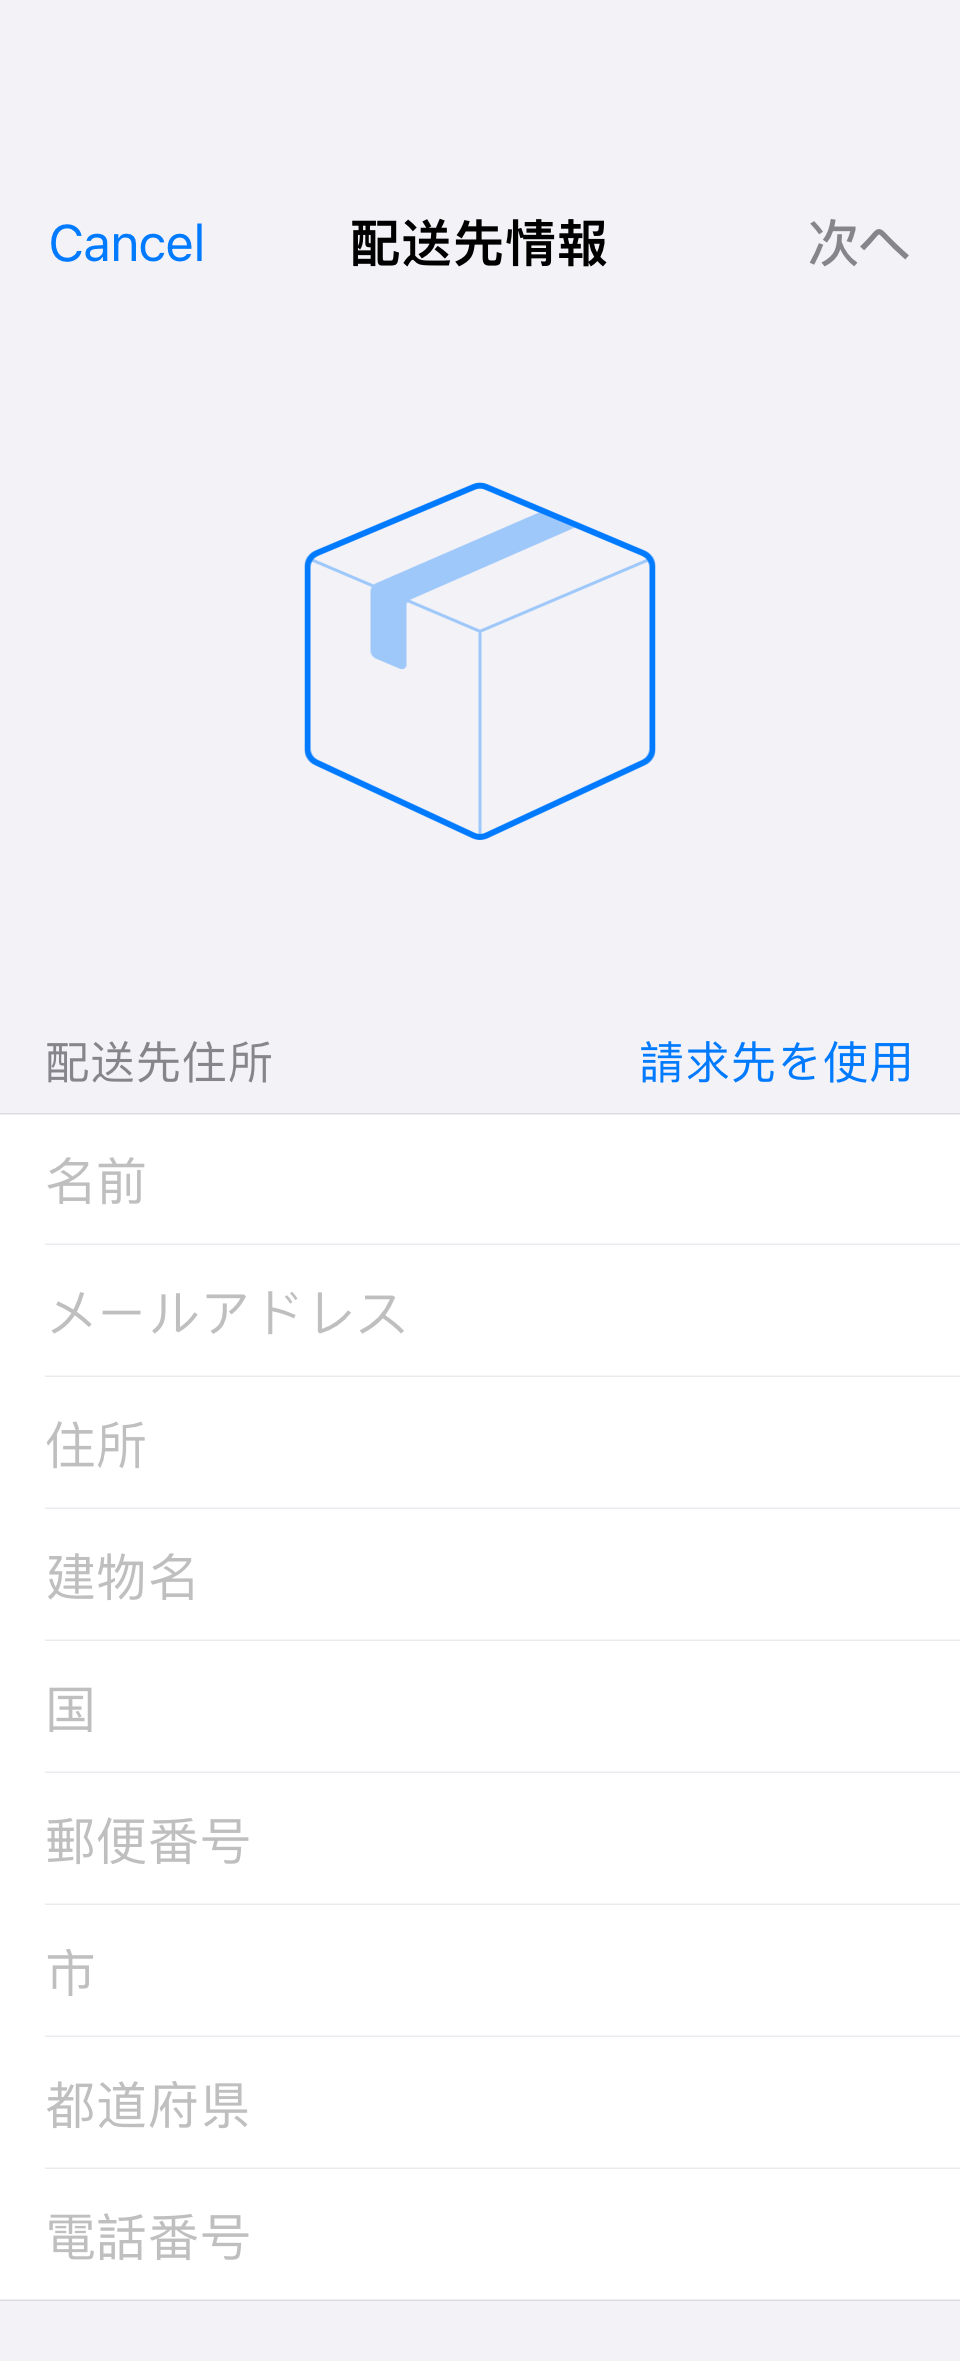 Cancel 配送先情報 次へ
配送先住所 請求先を使用
名前
メールアドレス
住所
建物名
国
郵便番号
市
都道府県
電話番号